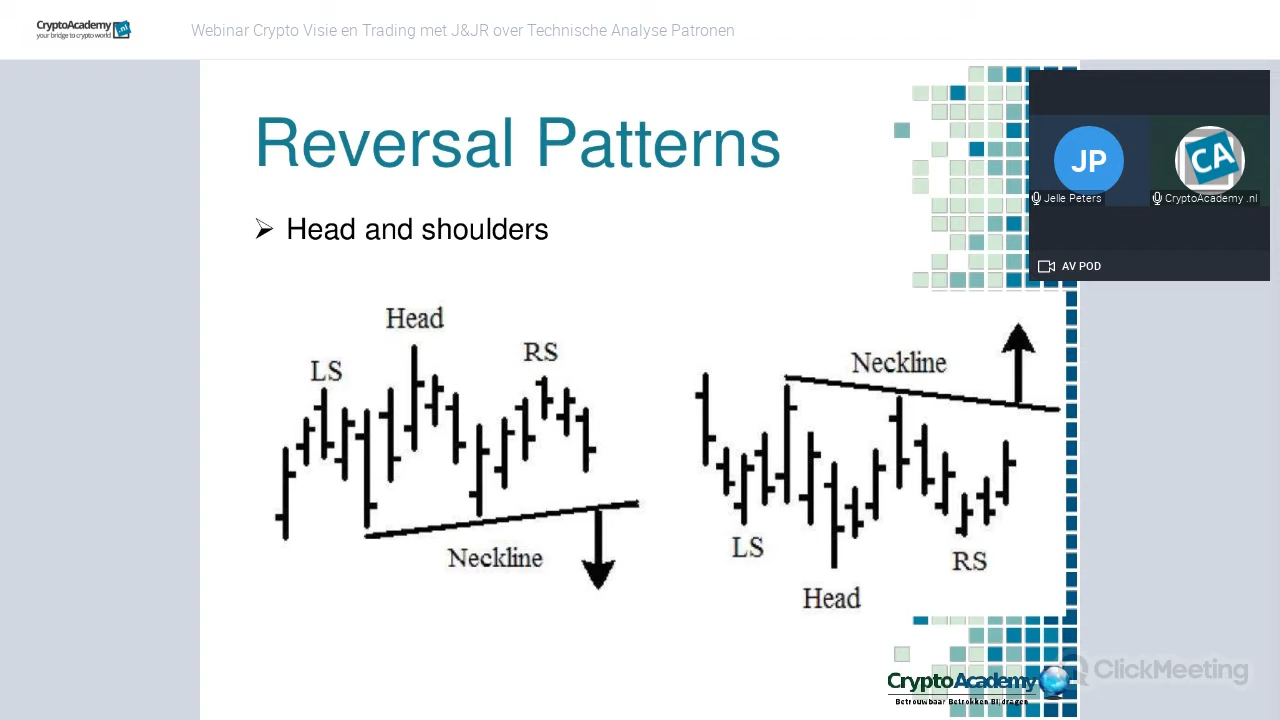 CryptoAcademy .nl
your bridge to crypto world
Webinar Crypto Visie en Trading met J&JR over Technische Analyse Patronen
Reversal Patterns
Head and shoulders
JP
CA
Jelle Peters
CryptoAcademy .nl
AV POD
Head
LS
RS
Neckline
Neckline
LS
RS
Head
ClickMeeting
CryptoAcademy
Betrouwbaar Betrokken Bijdragen